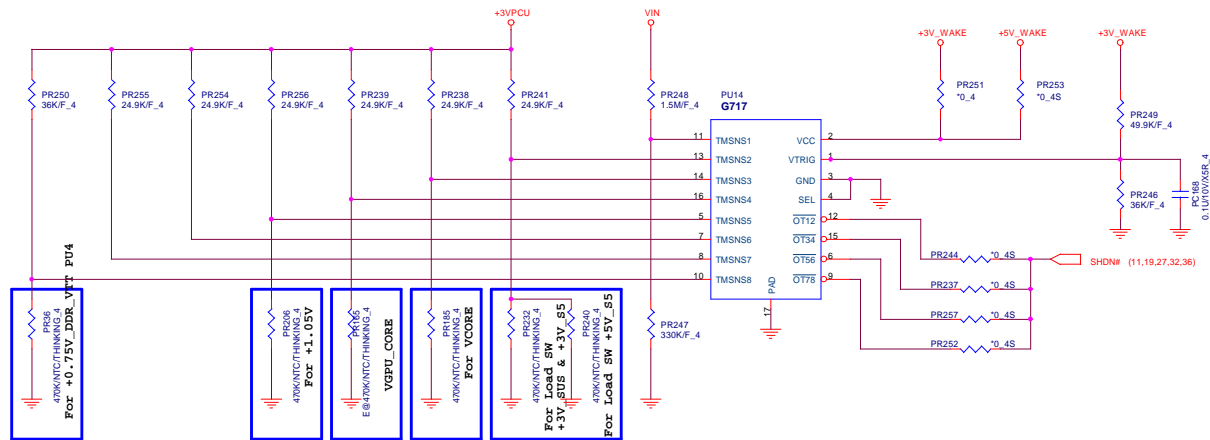 +3VPCU
VIN
+3V_WAKE
+5V_WAKE
+3V_WAKE
PR250
36K/F_4
PR255
24.9K/F_4
PR254
24.9K/F_4
PR256
24.9K/F_4
PR239
24.9K/F_4
PR238
24.9K/F_4
PR241
24.9K/F_4
PR248
1.5M/F_4
PU14
G717
PR251
*0_4
PR253
*0_4S
PR249
49.9K/F_4
11
TMSNS1
VCC
2
13
TMSNS2
VTRIG
1
14
TMSNS3
GND
3
16
TMSNS4
SEL
4
5
TMSNS5
OT12
12
7
TMSNS6
OT34
15
8
TMSNS7
OT56
6
10
TMSNS8
OT78
9
PAD
17
PR246
36K/F_4
PC168
0.1U/10V/X5R_4
PR244
*0_4S
PR237
*0_4S
PR257
*0_4S
PR252
*0_4S
SHDN# (11,19,27,32,36)
PR36
470K/NTC/THINKING_4
For +0.75V_DDR_VTT PU4
PR206
470K/NTC/THINKING_4
For +1.05V
PR165
E@470K/NTC/THINKING_4
VGPU_CORE
PR185
470K/NTC/THINKING_4
For VCORE
PR232
470K/NTC/THINKING_4
For Load SW
+3V_SUS & +3V_S5
PR240
470K/NTC/THINKING_4
For Load SW +5V_S5
PR247
330K/F_4